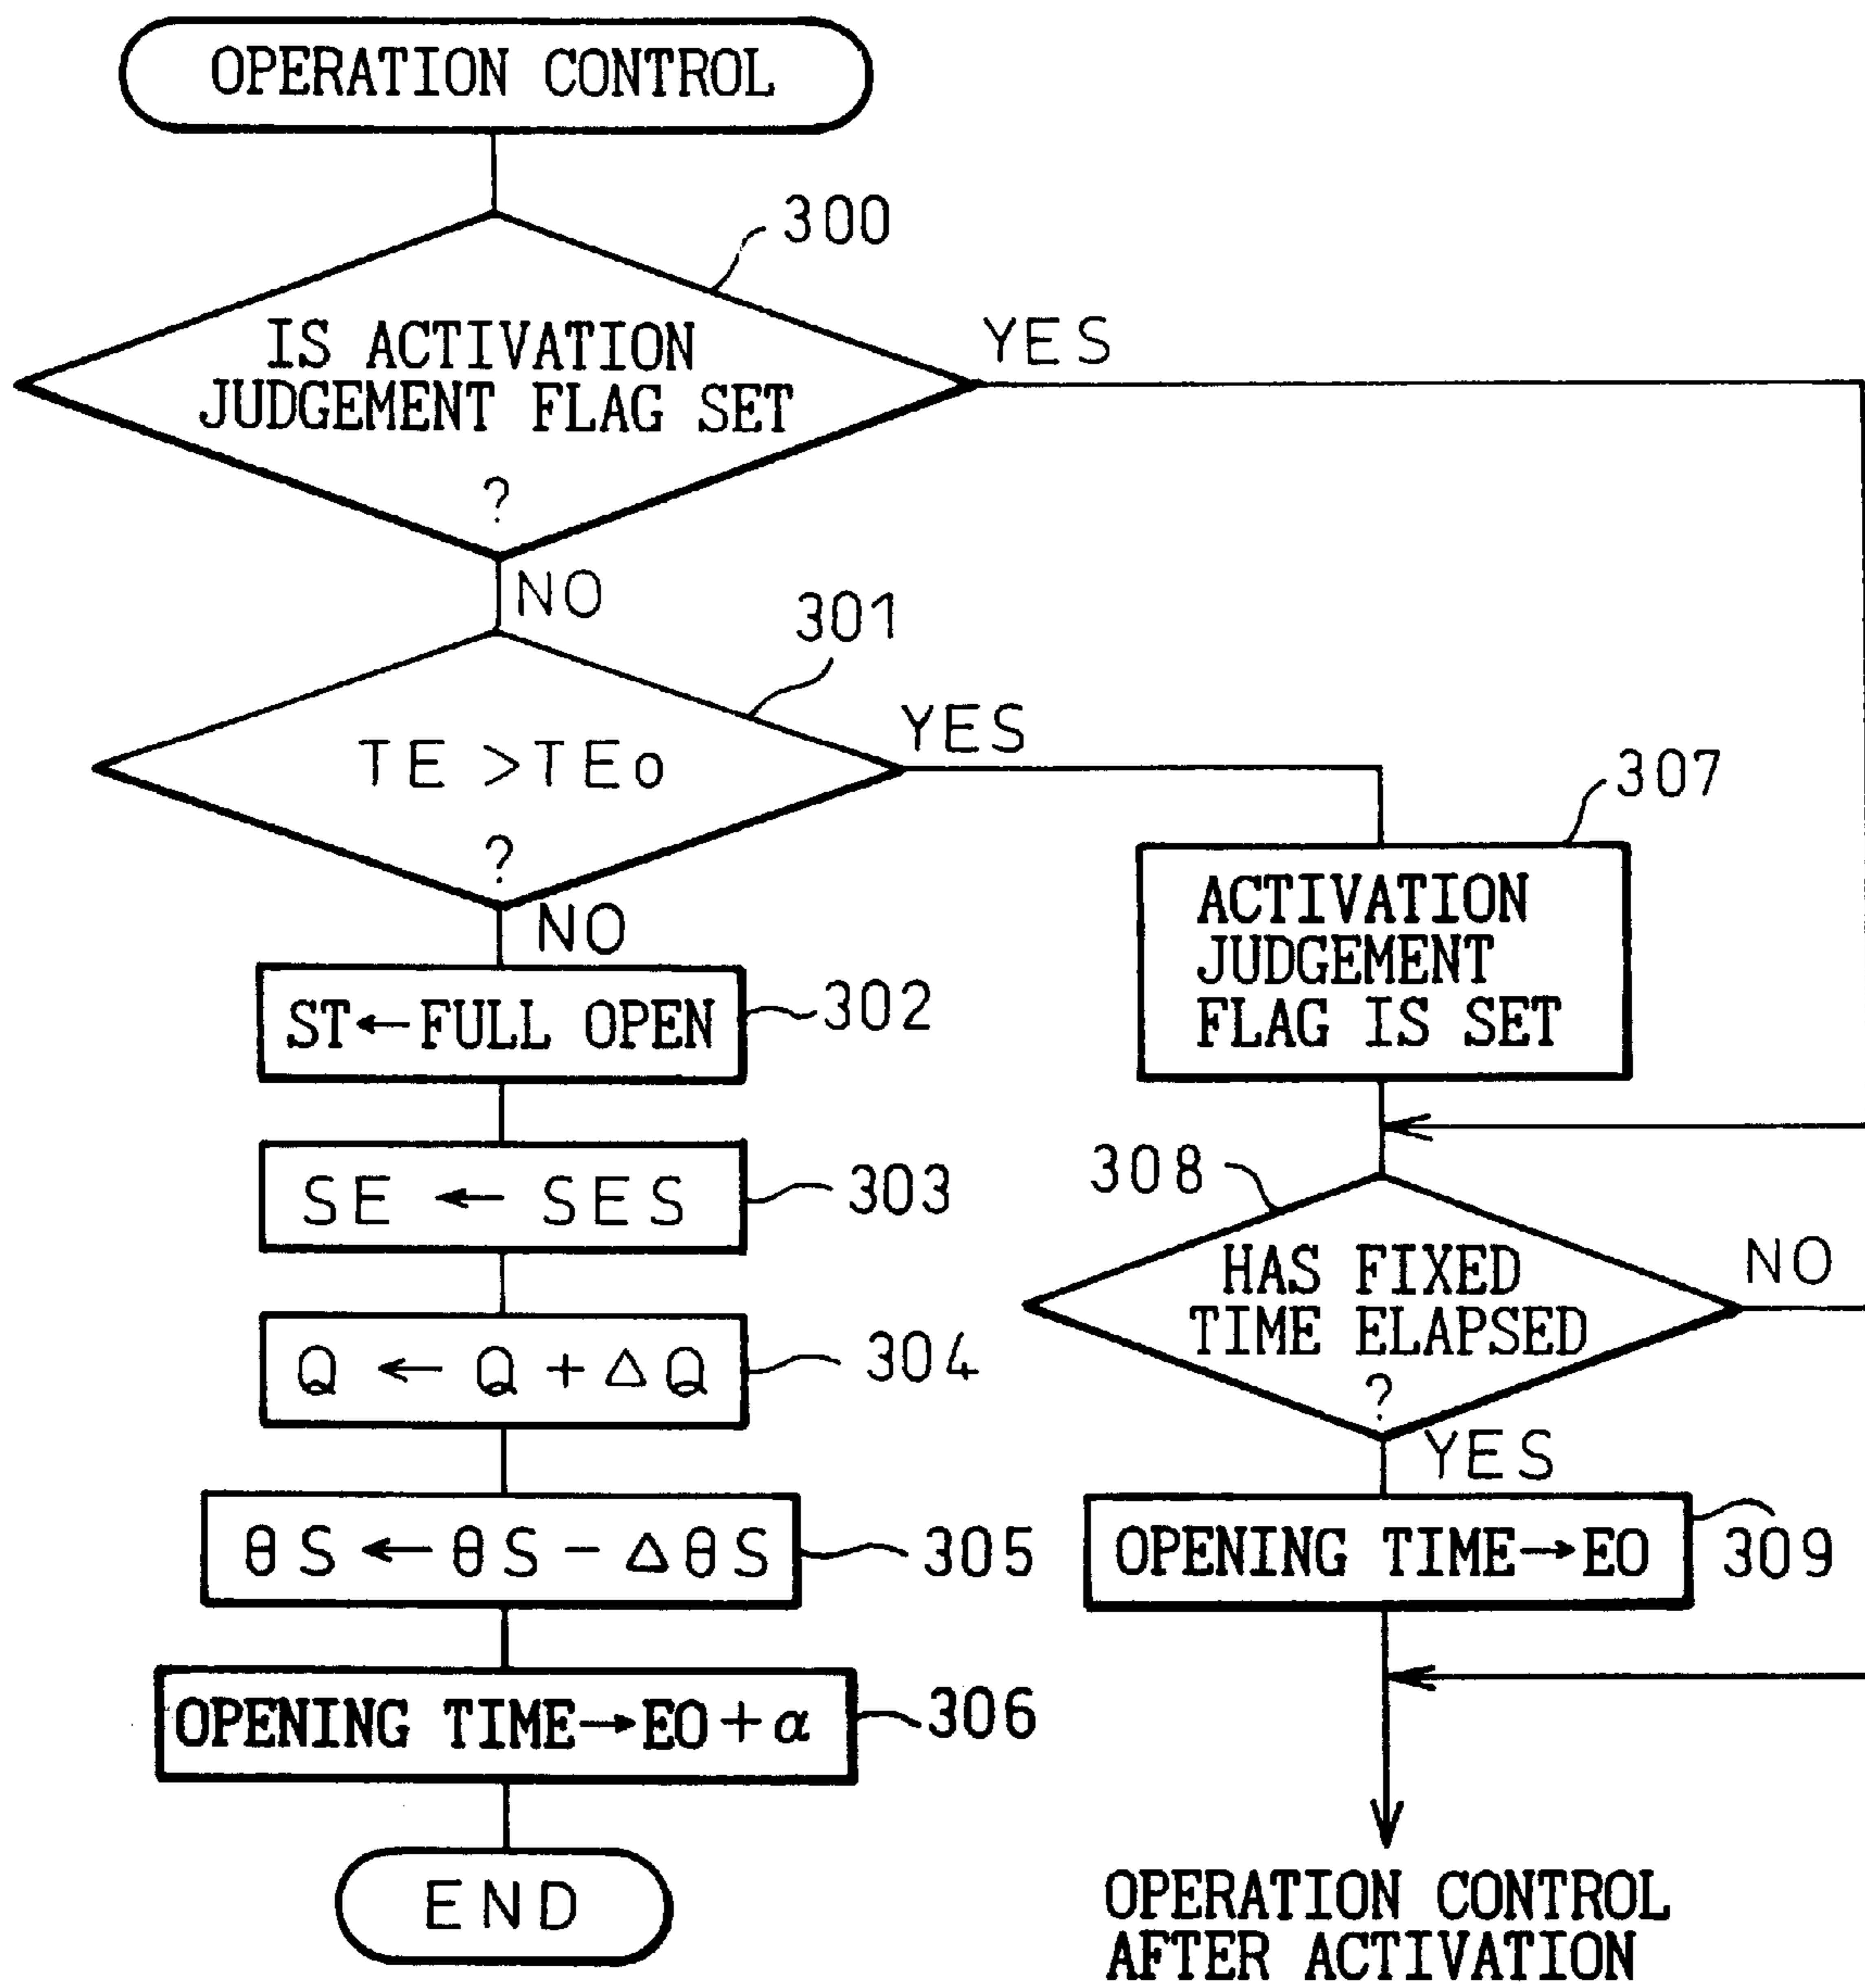 OPERATION CONTROL
300
IS ACTIVATION
JUDGEMENT FLAG SET
?
YES
NO
301
TE >TEo
?
YES
NO
302
ST←FULL OPEN
303
SE ← SES
304
Q ← Q + ΔQ
305
θS ← θS − ΔθS
306
OPENING TIME→EO+α
END
307
ACTIVATION
JUDGEMENT
FLAG IS SET
308
HAS FIXED
TIME ELAPSED
?
NO
YES
OPENING TIME→EO
309
OPERATION CONTROL
AFTER ACTIVATION